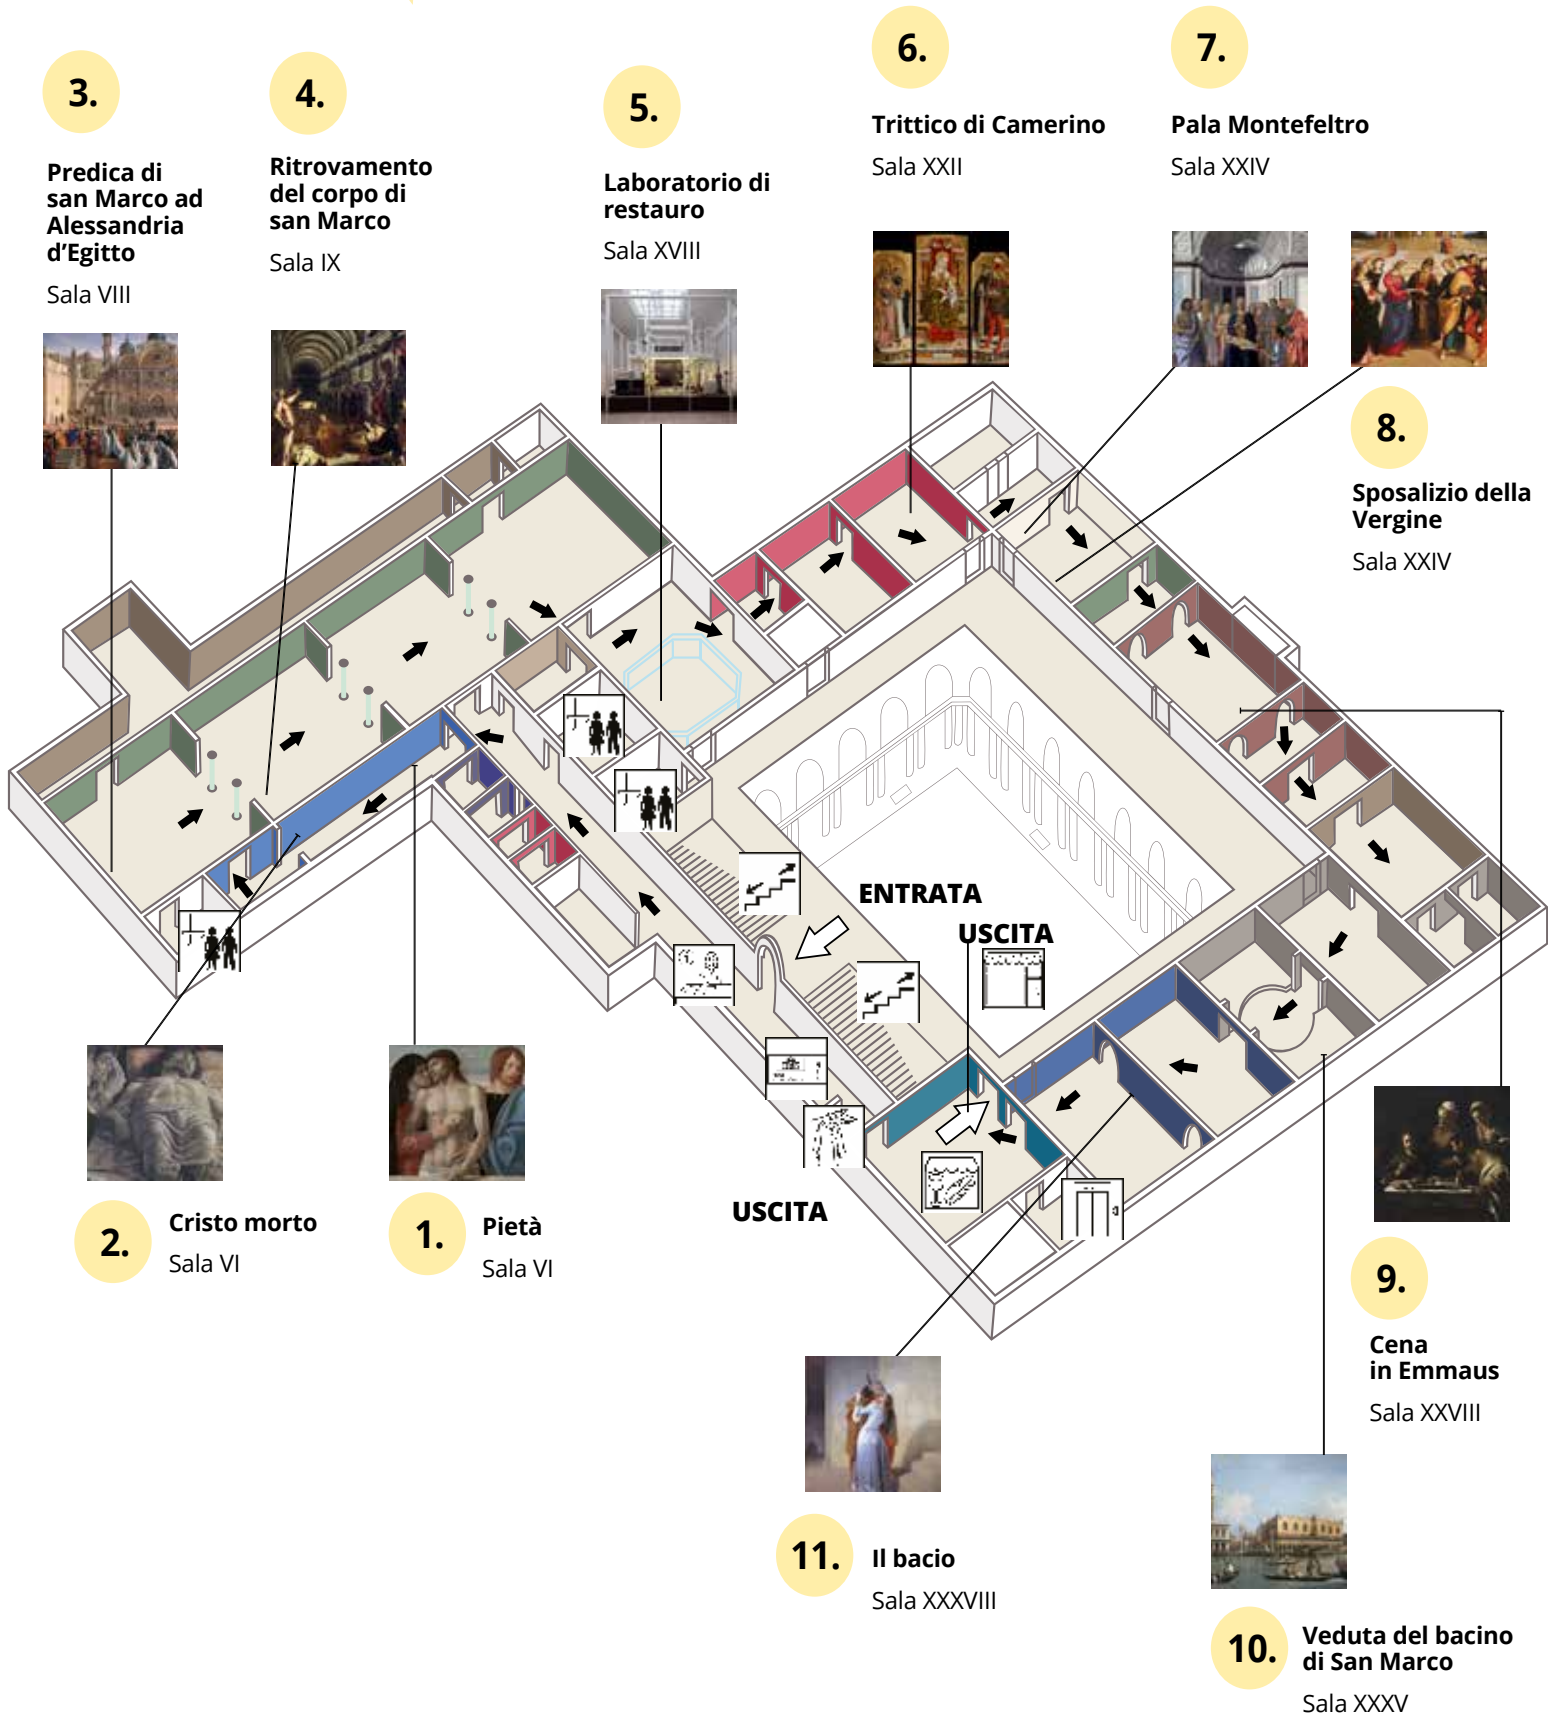 3.
Predica di
san Marco ad
Alessandria
d'Egitto
Sala VIII
4.
Ritrovamento
del corpo di
san Marco
Sala IX
5.
Laboratorio di
restauro
Sala XVIII
6.
Trittico di Camerino
Sala XXII
7.
Pala Montefeltro
Sala XXIV
8.
Sposalizio della
Vergine
Sala XXIV
ENTRATA
USCITA
USCITA
2.
Cristo morto
Sala VI
1.
Pietà
Sala VI
9.
Cena
in Emmaus
Sala XXVIII
11.
Il bacio
Sala XXXVIII
10.
Veduta del bacino
di San Marco
Sala XXXV